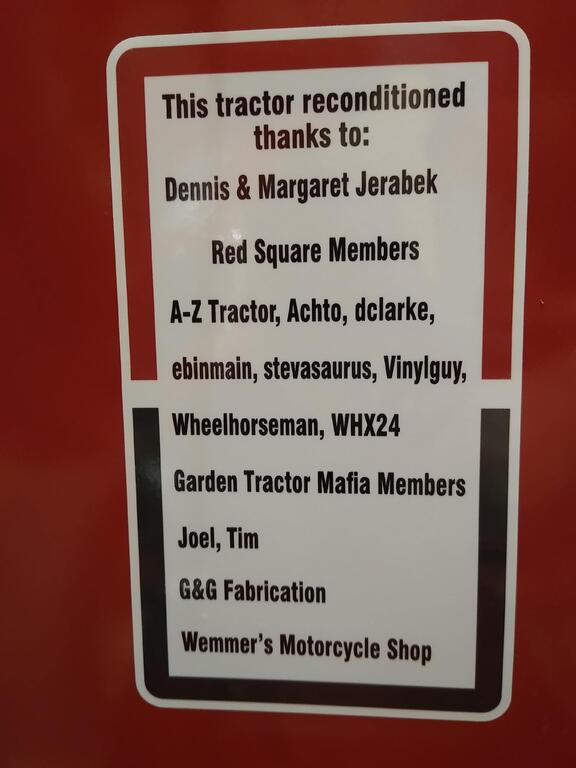 This tractor reconditioned
thanks to:
Dennis & Margaret Jerabek
Red Square Members
A-Z Tractor, Achto, dclarke,
ebinmain, stevasaurus, Vinylguy,
Wheelhorseman, WHX24
Garden Tractor Mafia Members
Joel, Tim
G&G Fabrication
Wemmer's Motorcycle Shop